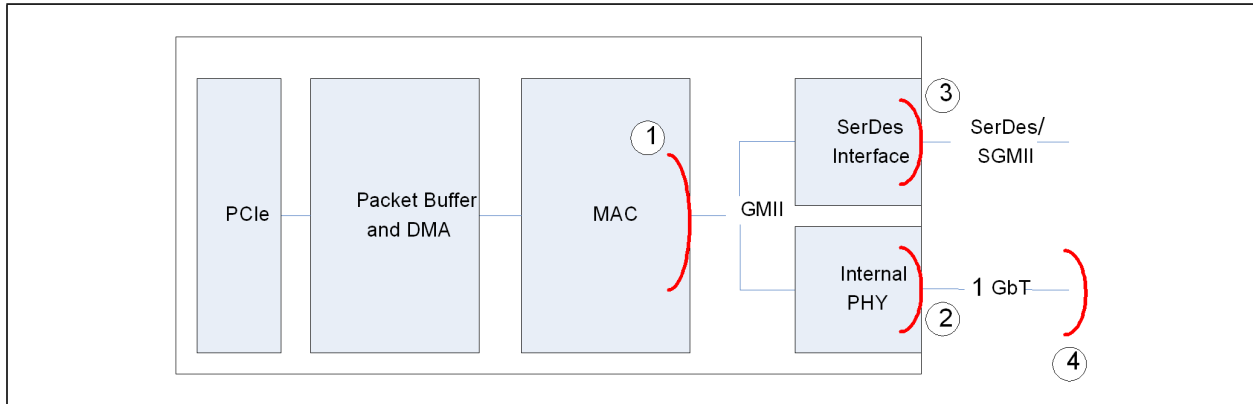 3
1
SerDes
Interface
SerDes/
SGMII
PCIe
Packet Buffer
and DMA
MAC
GMII
Internal
PHY
1 GbT
2
4